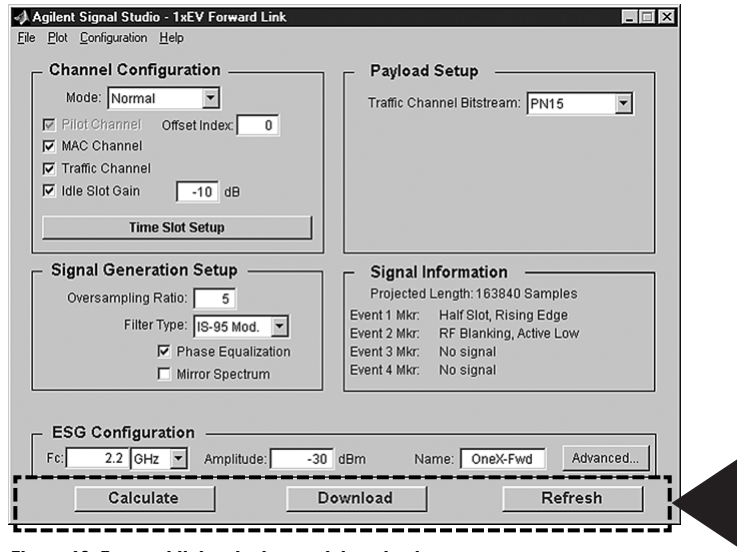 Agilent Signal Studio - 1xEV Forward Link
File Plot Configuration Help
Channel Configuration
Mode: Normal
Pilot Channel Offset Index: 0
MAC Channel
Traffic Channel
Idle Slot Gain -10 dB
Time Slot Setup
Payload Setup
Traffic Channel Bitstream: PN15
Signal Generation Setup
Oversampling Ratio: 5
Filter Type: IS-95 Mod.
Phase Equalization
Mirror Spectrum
Signal Information
Projected Length: 163840 Samples
Event 1 Mkr: Half Slot, Rising Edge
Event 2 Mkr: RF Blanking, Active Low
Event 3 Mkr: No signal
Event 4 Mkr: No signal
ESG Configuration
Fc: 2.2 GHz Amplitude: -30 dBm Name: OneX-Fwd Advanced...
Calculate Download Refresh